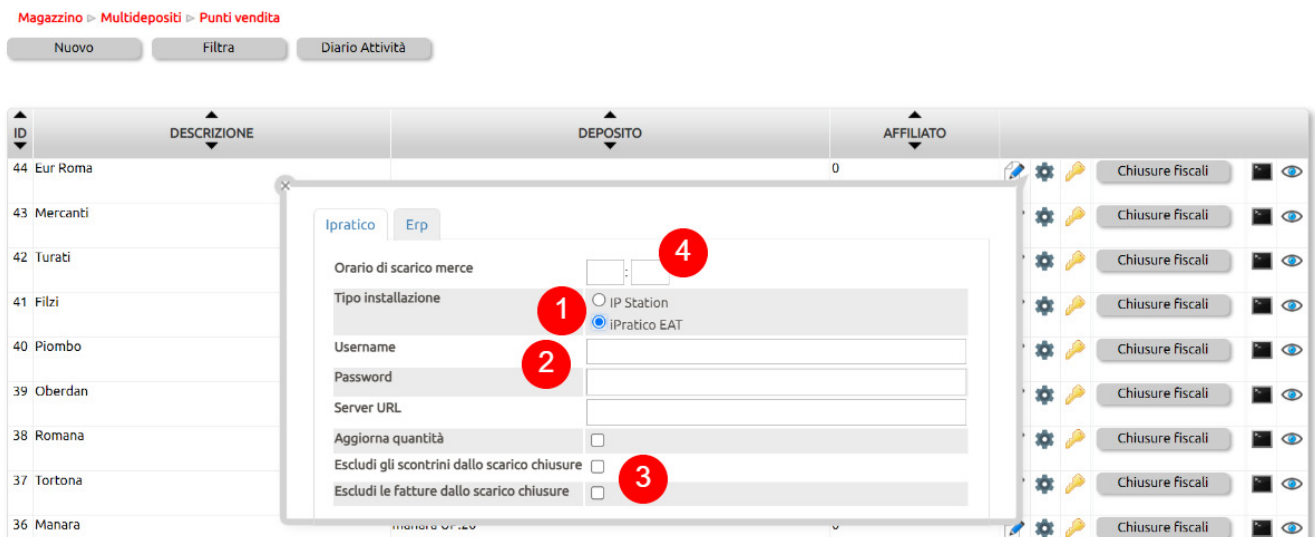 Magazzino ▷ Multidepositi ▷ Punti vendita
Nuovo Filtra Diario Attività
ID DESCRIZIONE DEPOSITO AFFILIATO
44 Eur Roma 0 Chiusure fiscali
43 Mercanti Chiusure fiscali
Ipratico Erp
42 Turati Chiusure fiscali
Orario di scarico merce : 4
41 Filzi Chiusure fiscali
Tipo installazione 1 IP Station
iPratico EAT
40 Piombo Chiusure fiscali
Username
2
Password
39 Oberdan Chiusure fiscali
Server URL
38 Romana Chiusure fiscali
Aggiorna quantità
Escludi gli scontrini dallo scarico chiusure
3
37 Tortona Chiusure fiscali
Escludi le fatture dallo scarico chiusure
36 Manara Chiusure fiscali